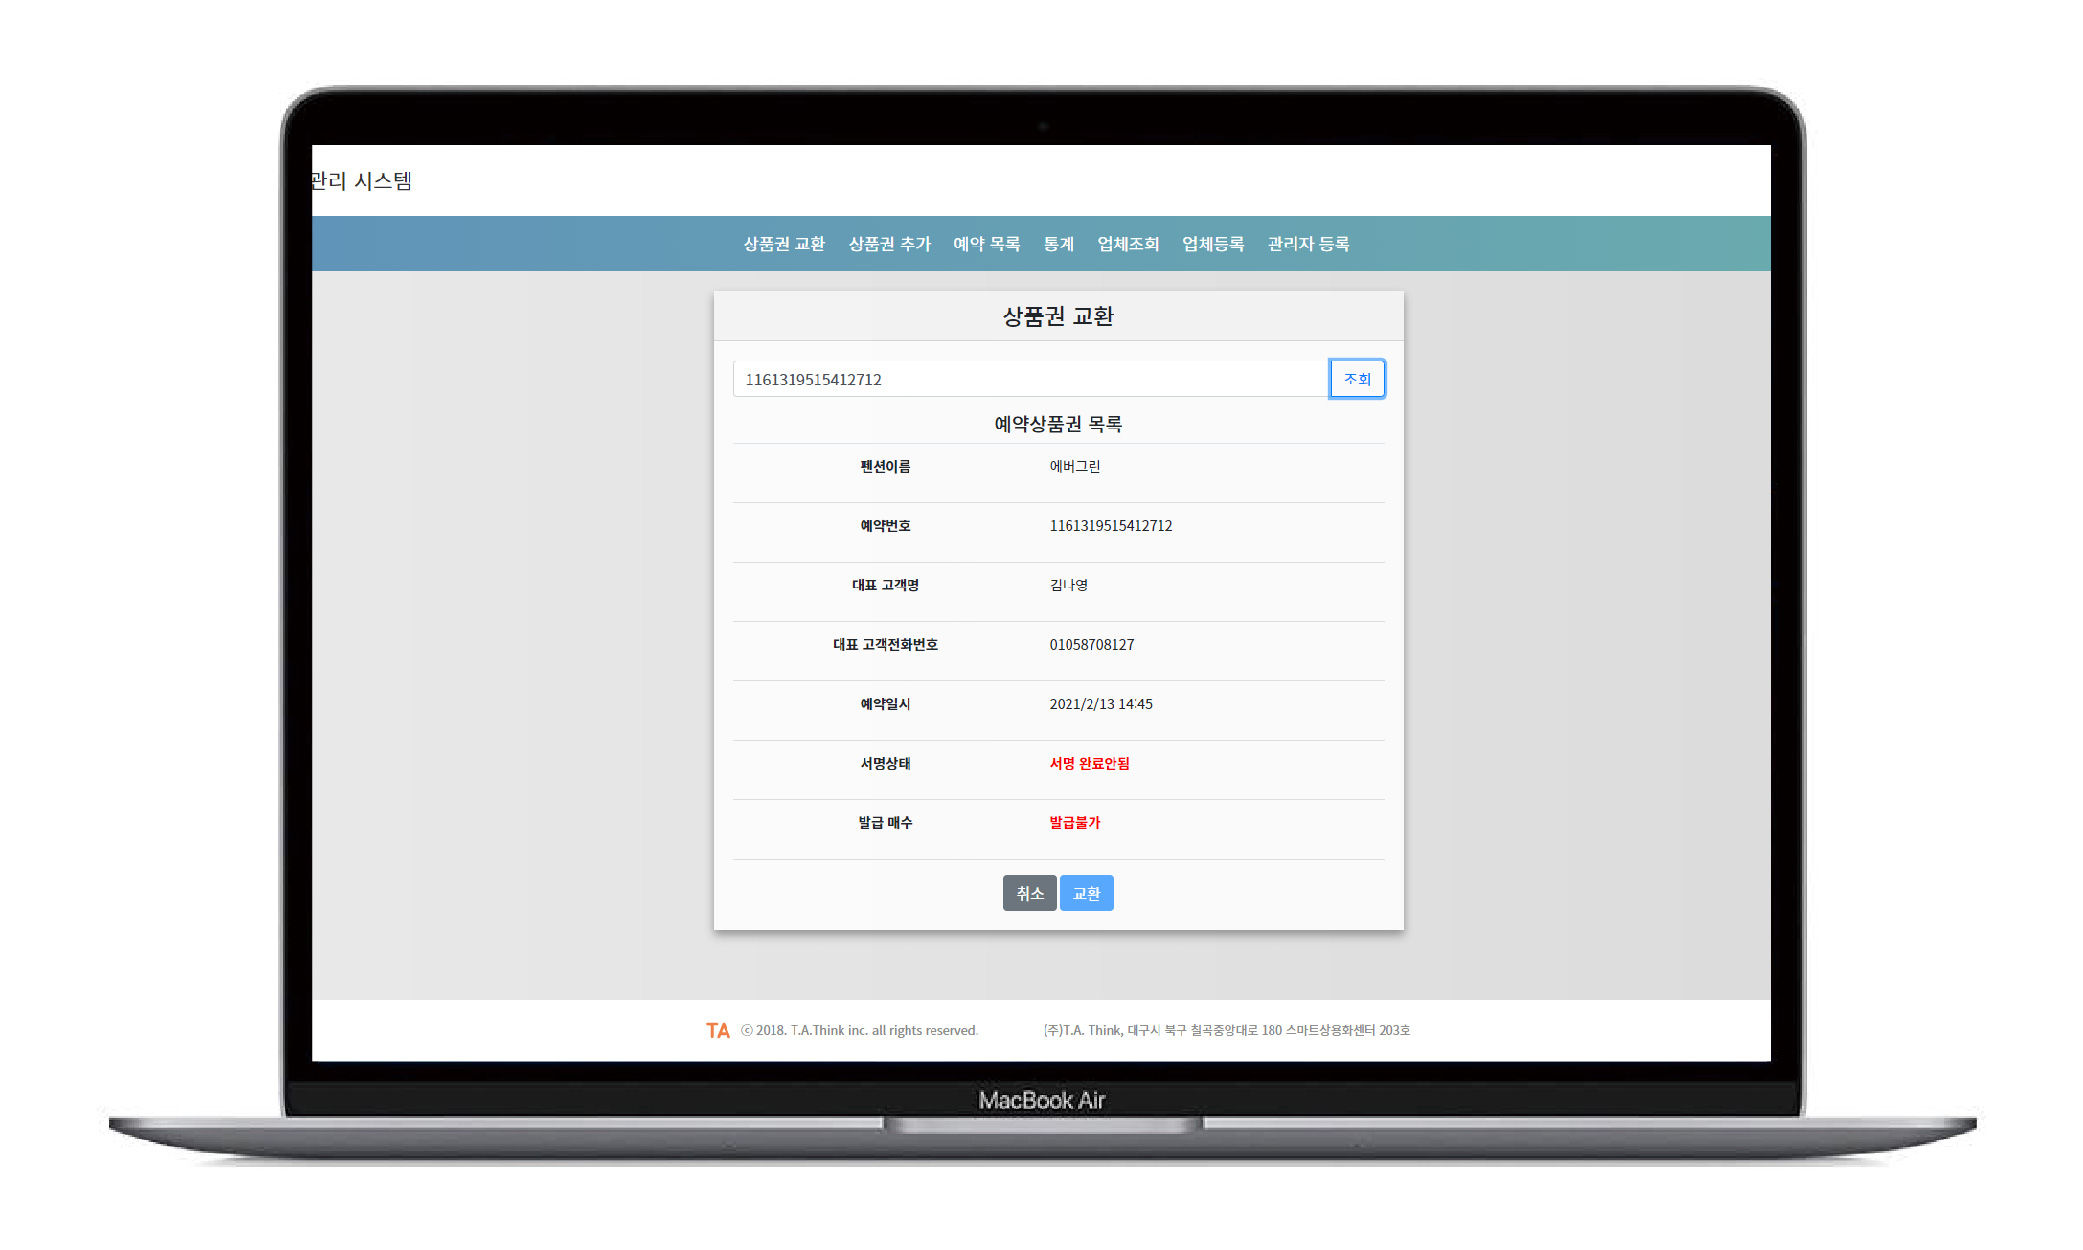 관리 시스템
상품권 교환 상품권 추가 예약 목록 통계 업체조회 업체등록 관리자 등록
상품권 교환
1161319515412712 조회
예약상품권 목록
펜션이름 에버그린
예약번호 1161319515412712
대표 고객명 김나영
대표 고객전화번호 01058708127
예약일시 2021/2/13 14:45
서명상태 서명 완료안됨
발급 매수 발급불가
취소 교환
TA ⓒ 2018. T.A.Think inc. all rights reserved. (주)T.A. Think, 대구시 북구 칠곡중앙대로 180 스마트상용화센터 203호
MacBook Air